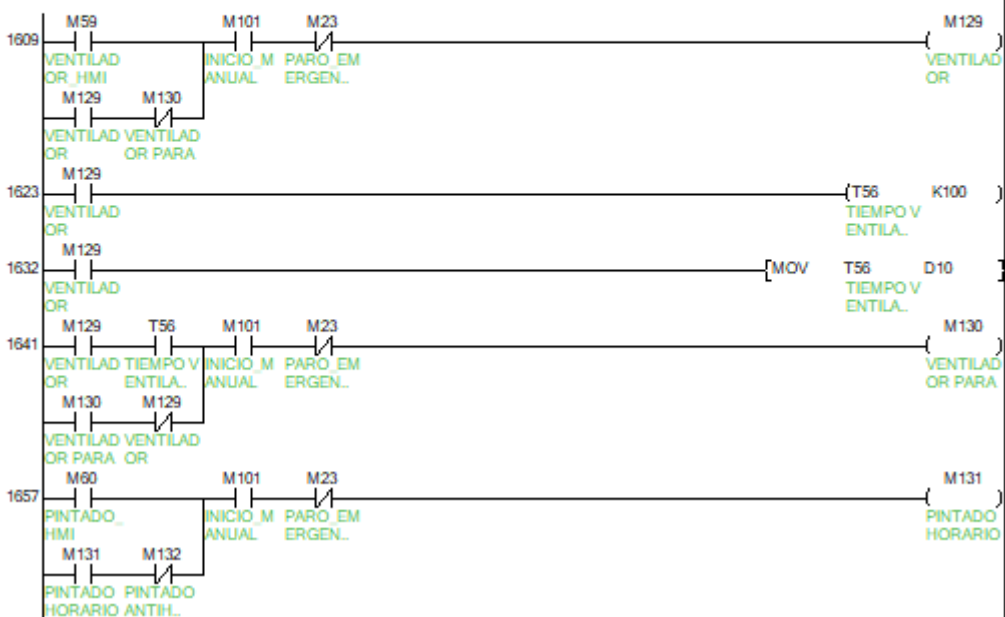 M59 M101 M23 M129
1609
VENTILAD INICIO_M PARO_EM VENTILAD
OR_HMI ANUAL ERGEN.. OR
M129 M130
VENTILAD VENTILAD
OR OR PARA
M129
1623 T56 K100
VENTILAD TIEMPO V
OR ENTILA..
M129
1632 MOV T56 D10
VENTILAD TIEMPO V
OR ENTILA..
M129 T56 M101 M23 M130
1641
VENTILAD TIEMPO V INICIO_M PARO_EM VENTILAD
OR ENTILA.. ANUAL ERGEN.. OR PARA
M130 M129
VENTILAD VENTILAD
OR PARA OR
M60 M101 M23 M131
1657
PINTADO_ INICIO_M PARO_EM PINTADO
HMI ANUAL ERGEN.. HORARIO
M131 M132
PINTADO PINTADO
HORARIO ANTIH..